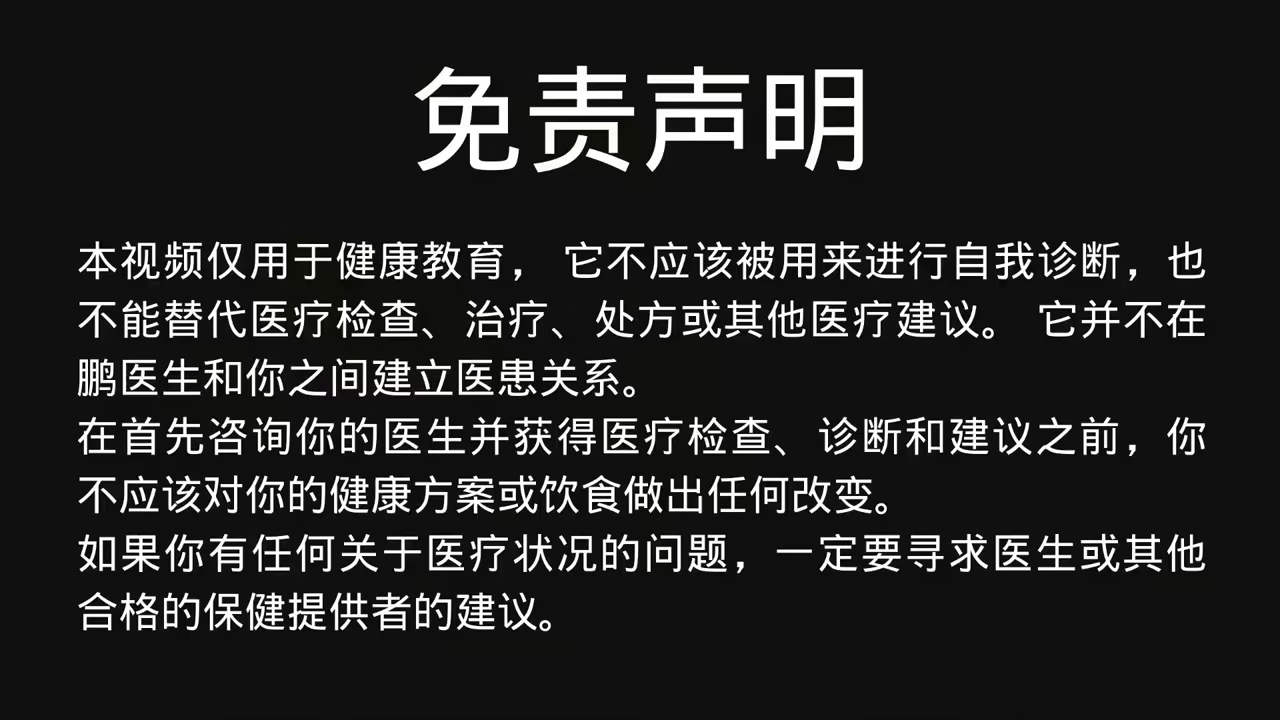 免责声明
本视频仅用于健康教育， 它不应该被用来进行自我诊断，也
不能替代医疗检查、治疗、处方或其他医疗建议。 它并不在
鹏医生和你之间建立医患关系。
在首先咨询你的医生并获得医疗检查、诊断和建议之前，你
不应该对你的健康方案或饮食做出任何改变。
如果你有任何关于医疗状况的问题，一定要寻求医生或其他
合格的保健提供者的建议。